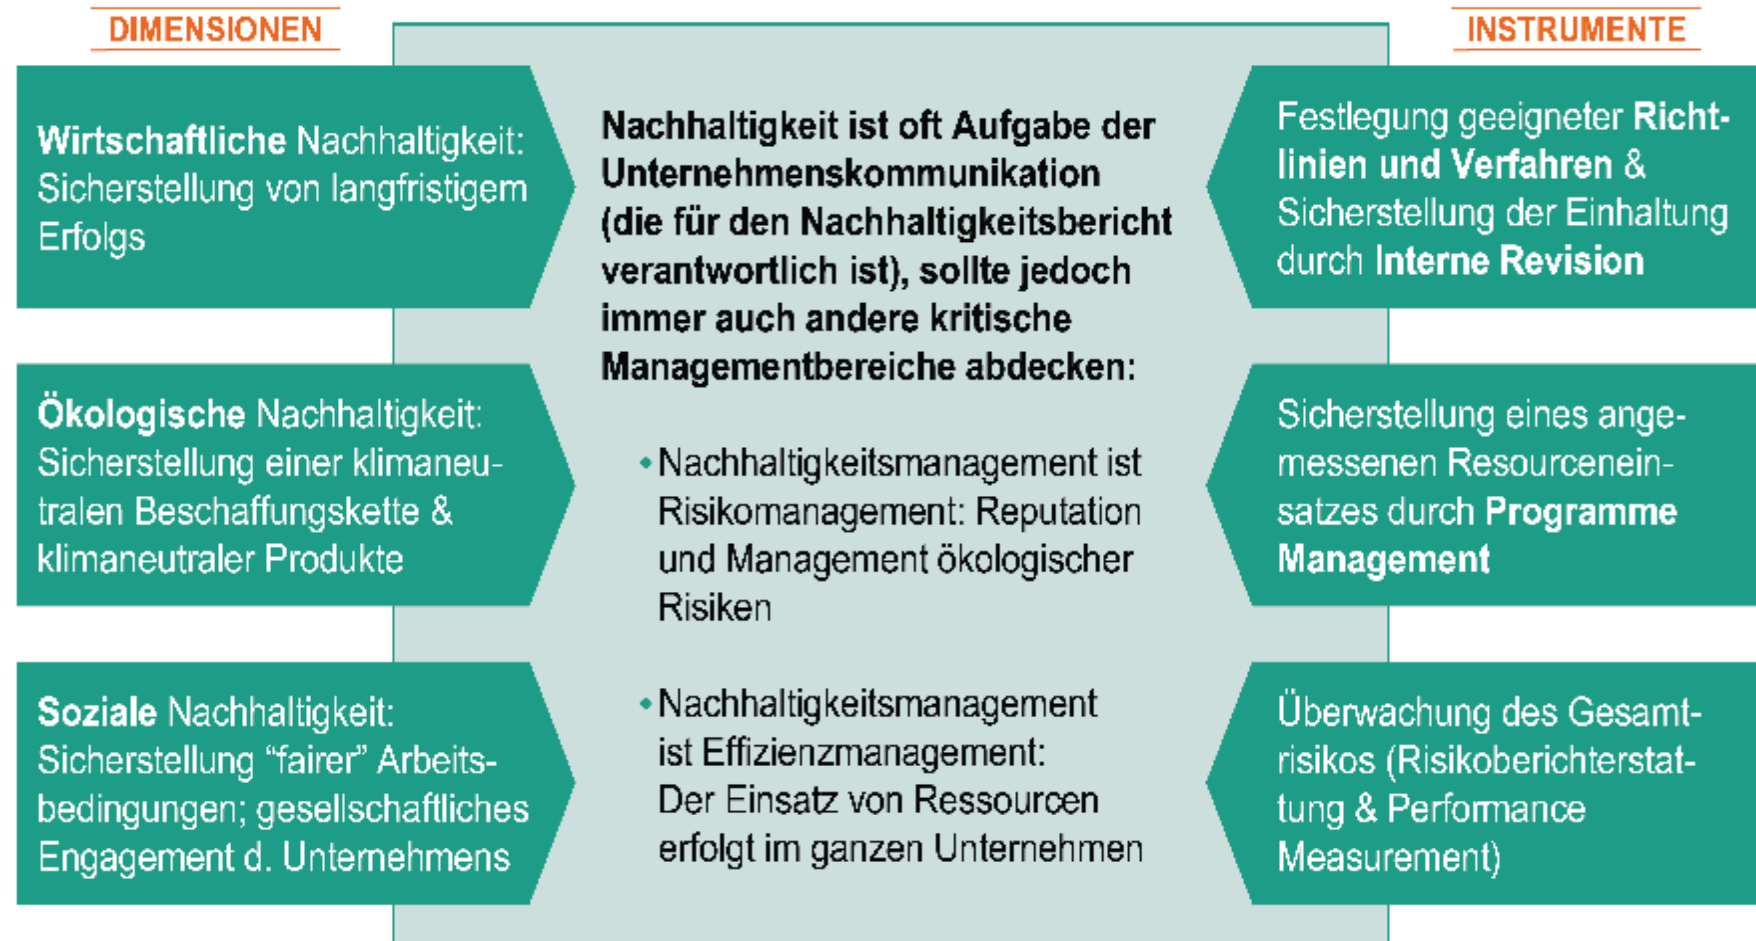 DIMENSIONEN
Wirtschaftliche Nachhaltigkeit:
Sicherstellung von langfristigem
Erfolgs
Ökologische Nachhaltigkeit:
Sicherstellung einer klimaneu-
tralen Beschaffungskette &
klimaneutraler Produkte
Soziale Nachhaltigkeit:
Sicherstellung “fairer” Arbeits-
bedingungen; gesellschaftliches
Engagement d. Unternehmens
Nachhaltigkeit ist oft Aufgabe der
Unternehmenskommunikation
(die für den Nachhaltigkeitsbericht
verantwortlich ist), sollte jedoch
immer auch andere kritische
Managementbereiche abdecken:
• Nachhaltigkeitsmanagement ist
Risikomanagement: Reputation
und Management ökologischer
Risiken
• Nachhaltigkeitsmanagement
ist Effizienzmanagement:
Der Einsatz von Ressourcen
erfolgt im ganzen Unternehmen
INSTRUMENTE
Festlegung geeigneter Richt-
linien und Verfahren &
Sicherstellung der Einhaltung
durch Interne Revision
Sicherstellung eines ange-
messenen Resourcenein-
satzes durch Programme
Management
Überwachung des Gesamt-
risikos (Risikoberichterstat-
tung & Performance
Measurement)